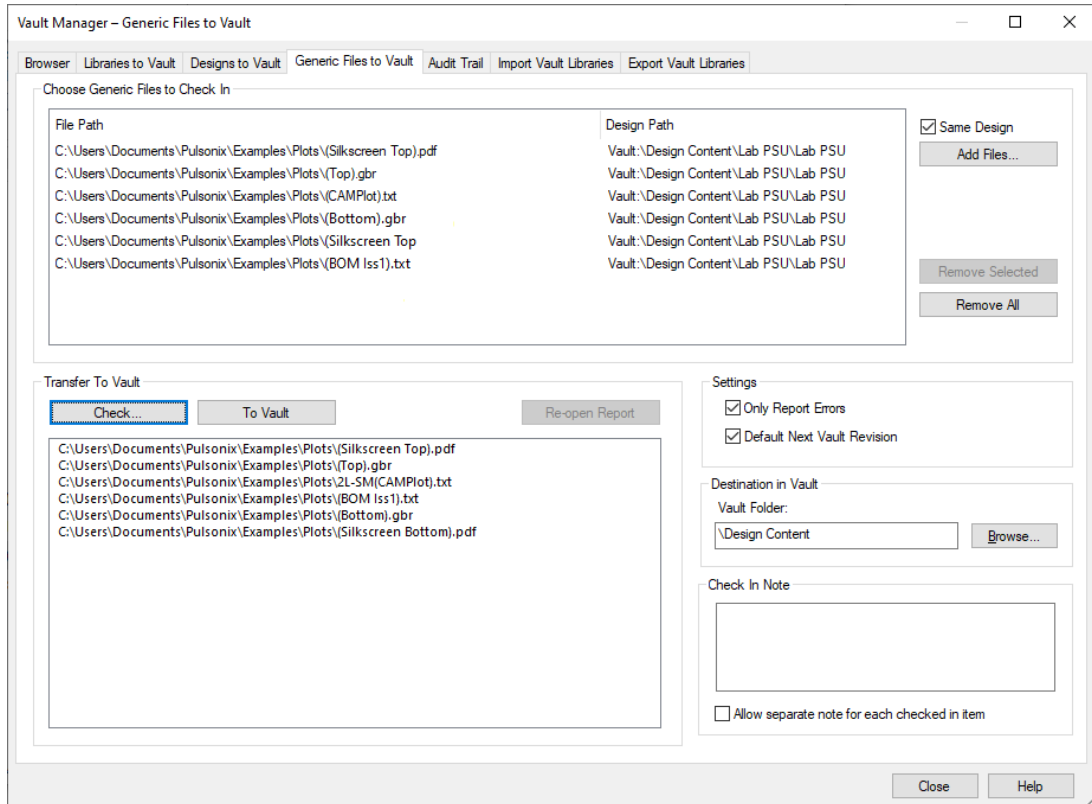 Vault Manager – Generic Files to Vault
Browser Libraries to Vault Designs to Vault Generic Files to Vault Audit Trail Import Vault Libraries Export Vault Libraries
Choose Generic Files to Check In
File Path Design Path
C:\Users\Documents\Pulsonix\Examples\Plots\(Silkscreen Top).pdf Vault:\Design Content\Lab PSU\Lab PSU
C:\Users\Documents\Pulsonix\Examples\Plots\(Top).gbr Vault:\Design Content\Lab PSU\Lab PSU
C:\Users\Documents\Pulsonix\Examples\Plots\(CAMPlot).txt Vault:\Design Content\Lab PSU\Lab PSU
C:\Users\Documents\Pulsonix\Examples\Plots\(Bottom).gbr Vault:\Design Content\Lab PSU\Lab PSU
C:\Users\Documents\Pulsonix\Examples\Plots\(Silkscreen Top Vault:\Design Content\Lab PSU\Lab PSU
C:\Users\Documents\Pulsonix\Examples\Plots\(BOM Iss1).txt Vault:\Design Content\Lab PSU\Lab PSU
Same Design
Add Files...
Remove Selected
Remove All
Transfer To Vault
Check... To Vault Re-open Report
C:\Users\Documents\Pulsonix\Examples\Plots\(Silkscreen Top).pdf
C:\Users\Documents\Pulsonix\Examples\Plots\(Top).gbr
C:\Users\Documents\Pulsonix\Examples\Plots\2L-SM(CAMPlot).txt
C:\Users\Documents\Pulsonix\Examples\Plots\(BOM Iss1).txt
C:\Users\Documents\Pulsonix\Examples\Plots\(Bottom).gbr
C:\Users\Documents\Pulsonix\Examples\Plots\(Silkscreen Bottom).pdf
Settings
Only Report Errors
Default Next Vault Revision
Destination in Vault
Vault Folder:
\Design Content Browse...
Check In Note
Allow separate note for each checked in item
Close Help